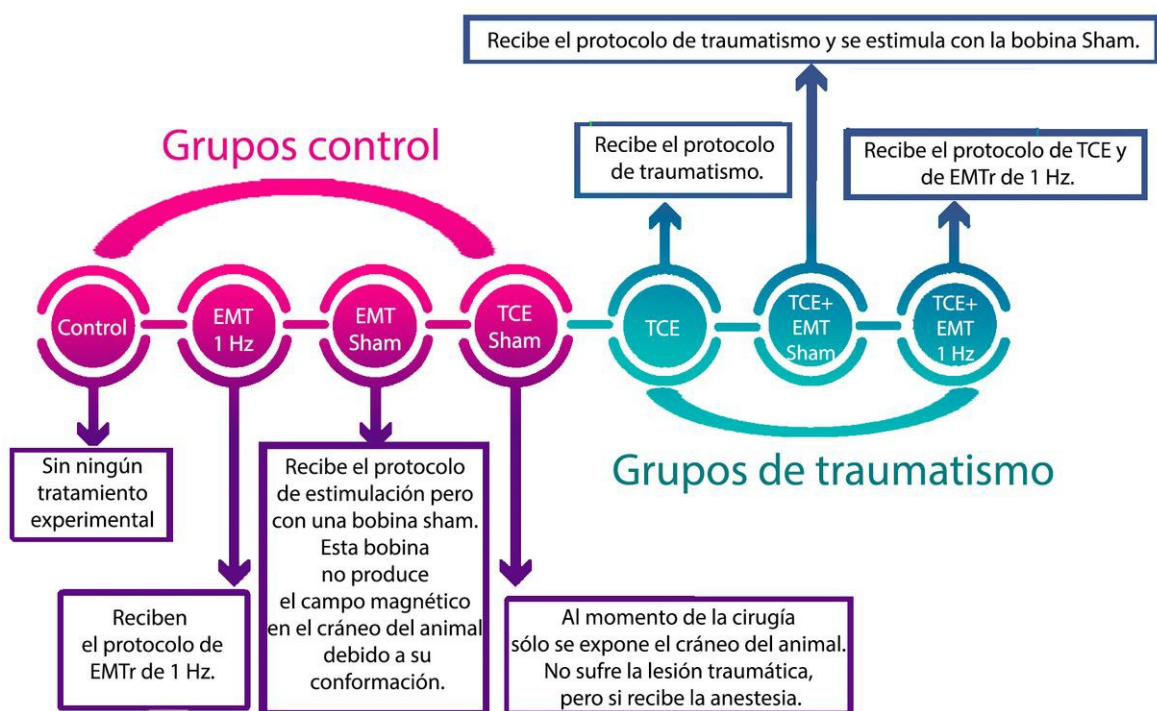 Recibe el protocolo de traumatismo y se estimula con la bobina Sham.
Grupos control
Recibe el protocolo
de traumatismo.
Recibe el protocolo de TCE y
de EMTr de 1 Hz.
Control
EMT
1 Hz
EMT
Sham
TCE
Sham
TCE
TCE+
EMT
Sham
TCE+
EMT
1 Hz
Grupos de traumatismo
Sin ningún
tratamiento
experimental
Reciben
el protocolo de
EMTr de 1 Hz.
Recibe el protocolo
de estimulación pero
con una bobina sham.
Esta bobina
no produce
el campo magnético
en el cráneo del animal
debido a su
conformación.
Al momento de la cirugía
sólo se expone el cráneo del animal.
No sufre la lesión traumática,
pero si recibe la anestesia.